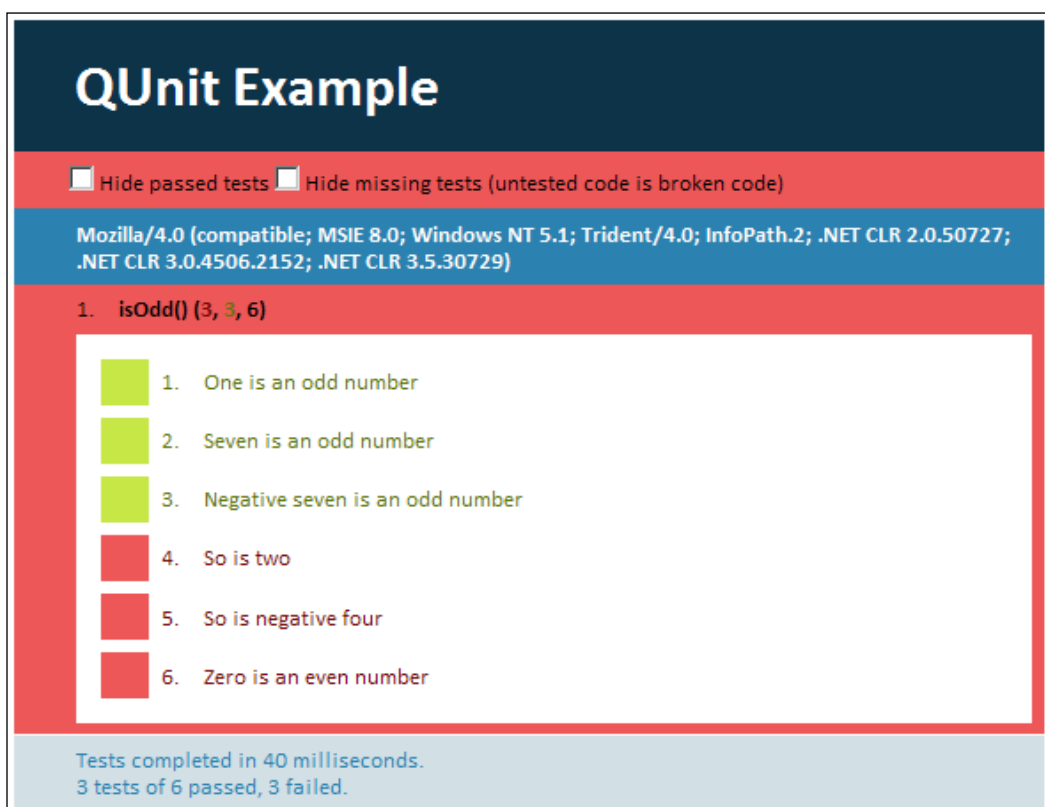 QUnit Example
Hide passed tests Hide missing tests (untested code is broken code)
Mozilla/4.0 (compatible; MSIE 8.0; Windows NT 5.1; Trident/4.0; InfoPath.2; .NET CLR 2.0.50727;
.NET CLR 3.0.4506.2152; .NET CLR 3.5.30729)
1. isOdd() (3, 3, 6)
1. One is an odd number
2. Seven is an odd number
3. Negative seven is an odd number
4. So is two
5. So is negative four
6. Zero is an even number
Tests completed in 40 milliseconds.
3 tests of 6 passed, 3 failed.